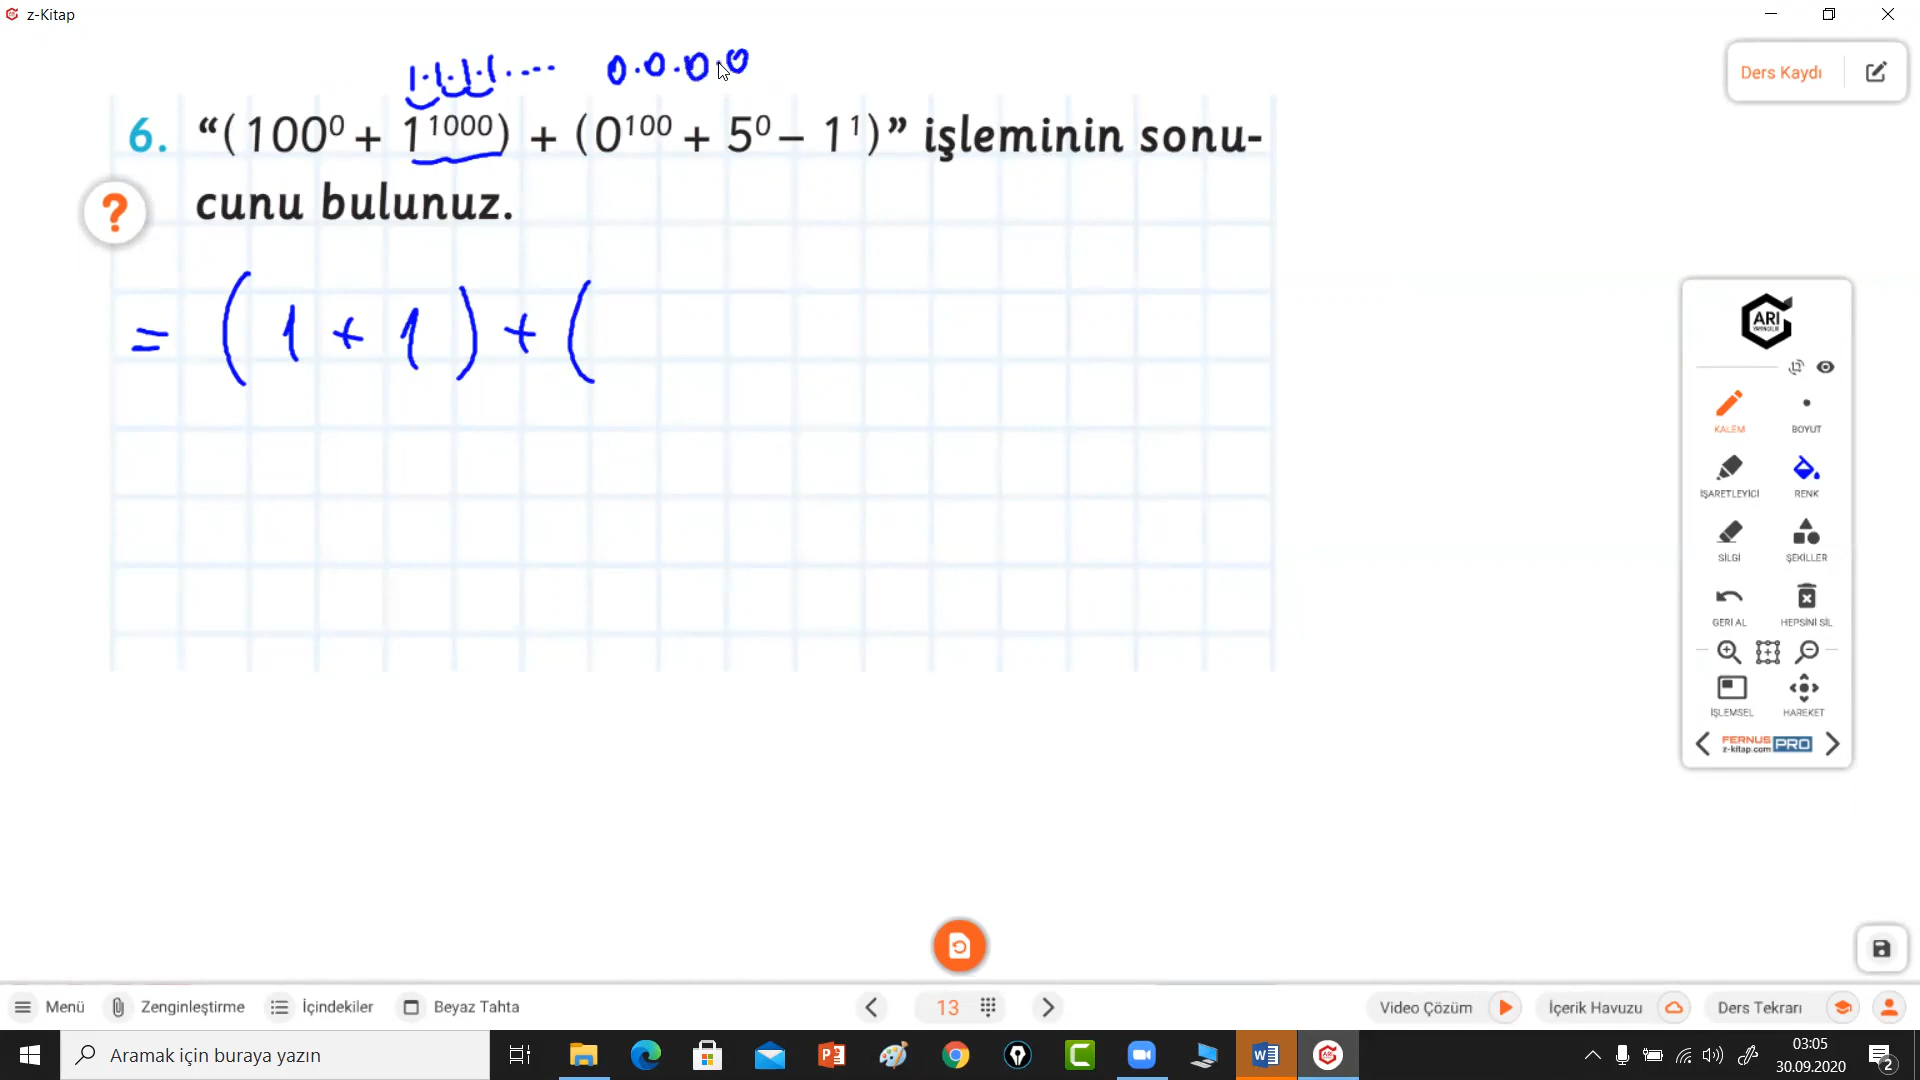 z-Kitap
Ders Kaydı
1.1.1.1.... 0.0.0.0
6. “(100⁰ + 1¹⁰⁰⁰) + (0¹⁰⁰ + 5⁰ – 1¹)” işleminin sonu-
?
cunu bulunuz.
= (1 + 1) + (
ARI
YAYINCILIK
KALEM BOYUT
İŞARETLEYİCİ RENK
SİLGİ ŞEKİLLER
GERİ AL HEPSİNİ SİL
İŞLEMSEL HAREKET
FERNUS
z-kitap.com PRO
Menü Zenginleştirme İçindekiler Beyaz Tahta 13 Video Çözüm İçerik Havuzu Ders Tekrarı
Aramak için buraya yazın
03:05
30.09.2020
2